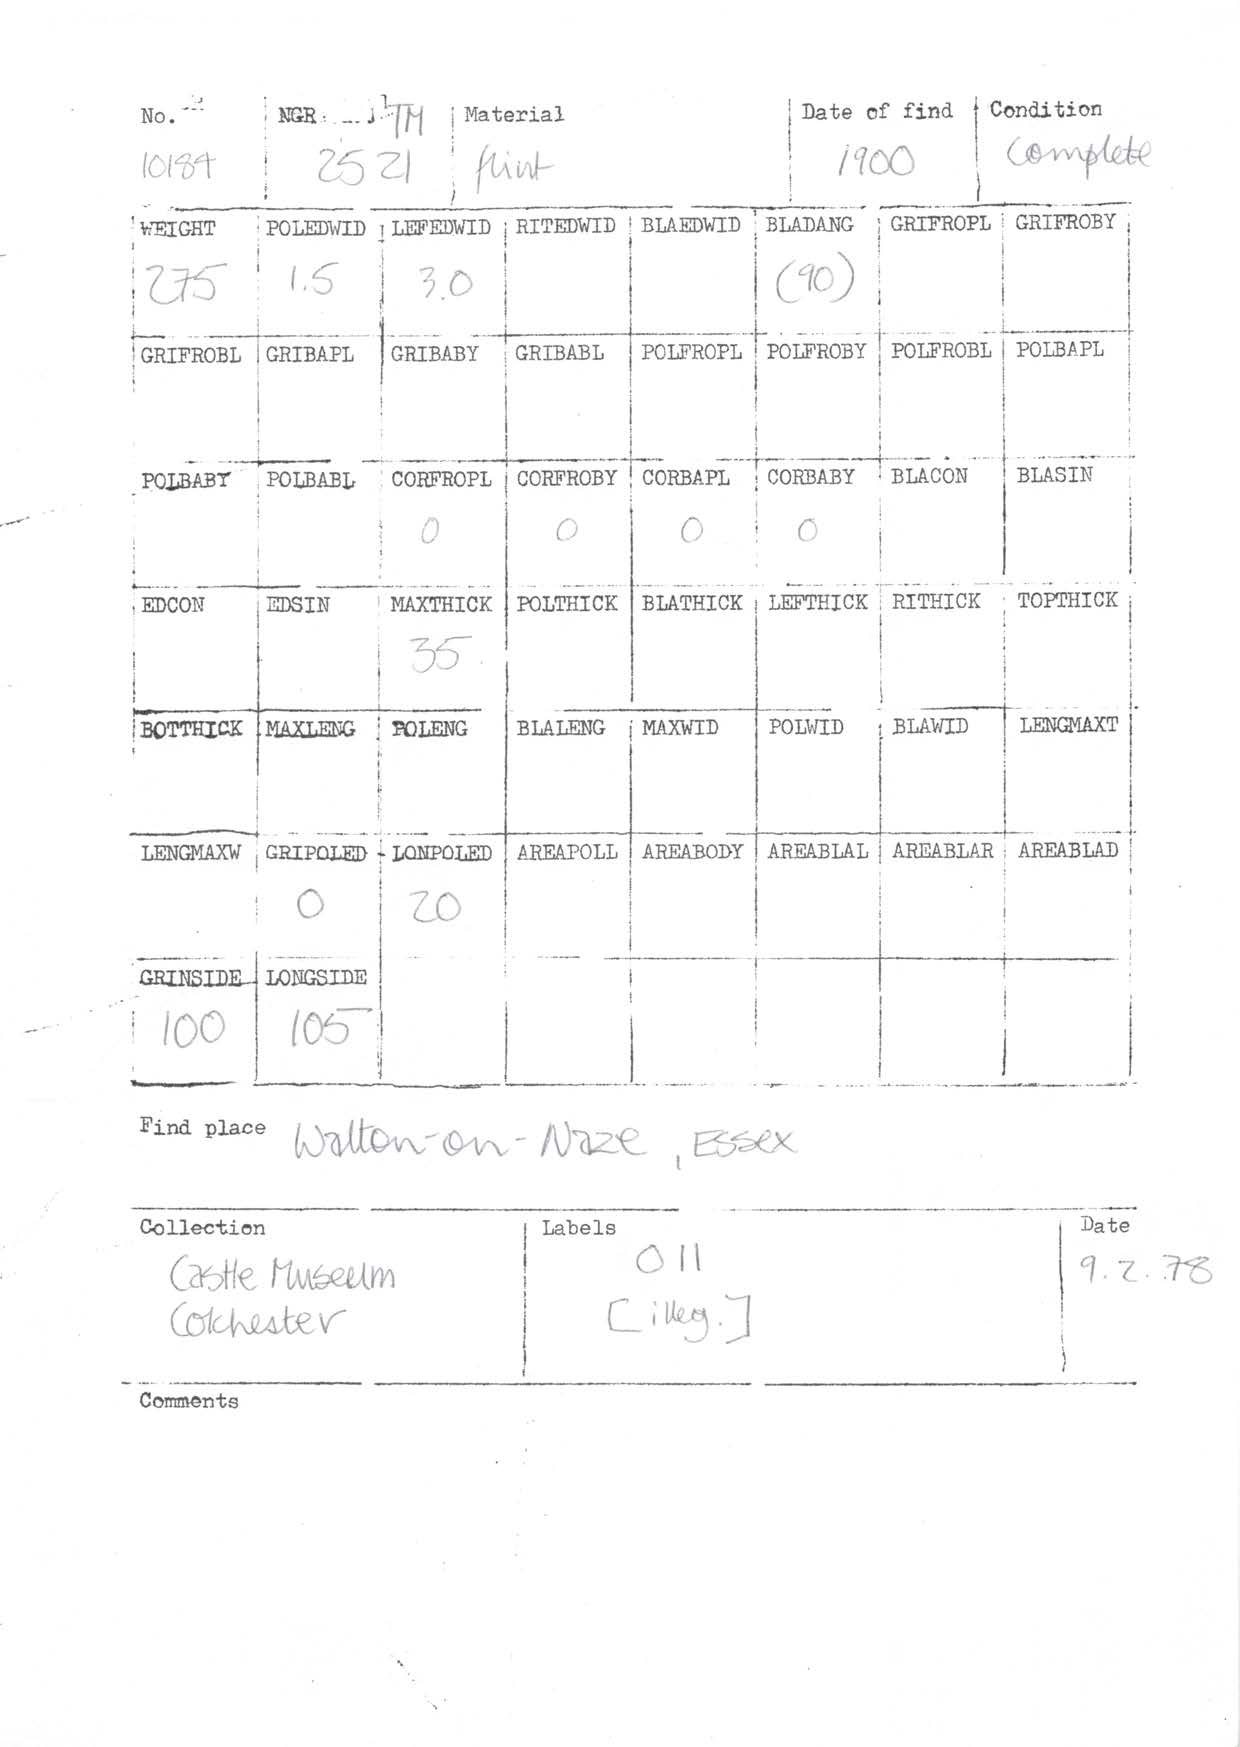 No. NGR TM Material Date of find Condition
10184 25 21 flint 1900 Complete
WEIGHT POLEDWID LEFEDWID RITEDWID BLAEDWID BLADANG GRIFROPL GRIFROBY
275 1.5 3.0 (90)
GRIFROBL GRIBAPL GRIBABY GRIBABL POLFROPL POLFROBY POLFROBL POLBAPL
POLBABY POLBABL CORFROPL CORFROBY CORBAPL CORBABY BLACON BLASIN
0 0 0 0
EDCON EDSIN MAXTHICK POLTHICK BLATHICK LEFTHICK RITHICK TOPTHICK
35
BOTTHICK MAXLENG POLENG BLALENG MAXWID POLWID BLAWID LENGMAXT
LENGMAXW GRIPOLED LONPOLED AREAPOLL AREABODY AREABLAL AREABLAR AREABLAD
0 20
GRINSIDE LONGSIDE
100 105
Find place Walton-on-Naze, Essex
Collection Labels Date
Castle Museum 011 9.2.78
Colchester [illeg.]
Comments